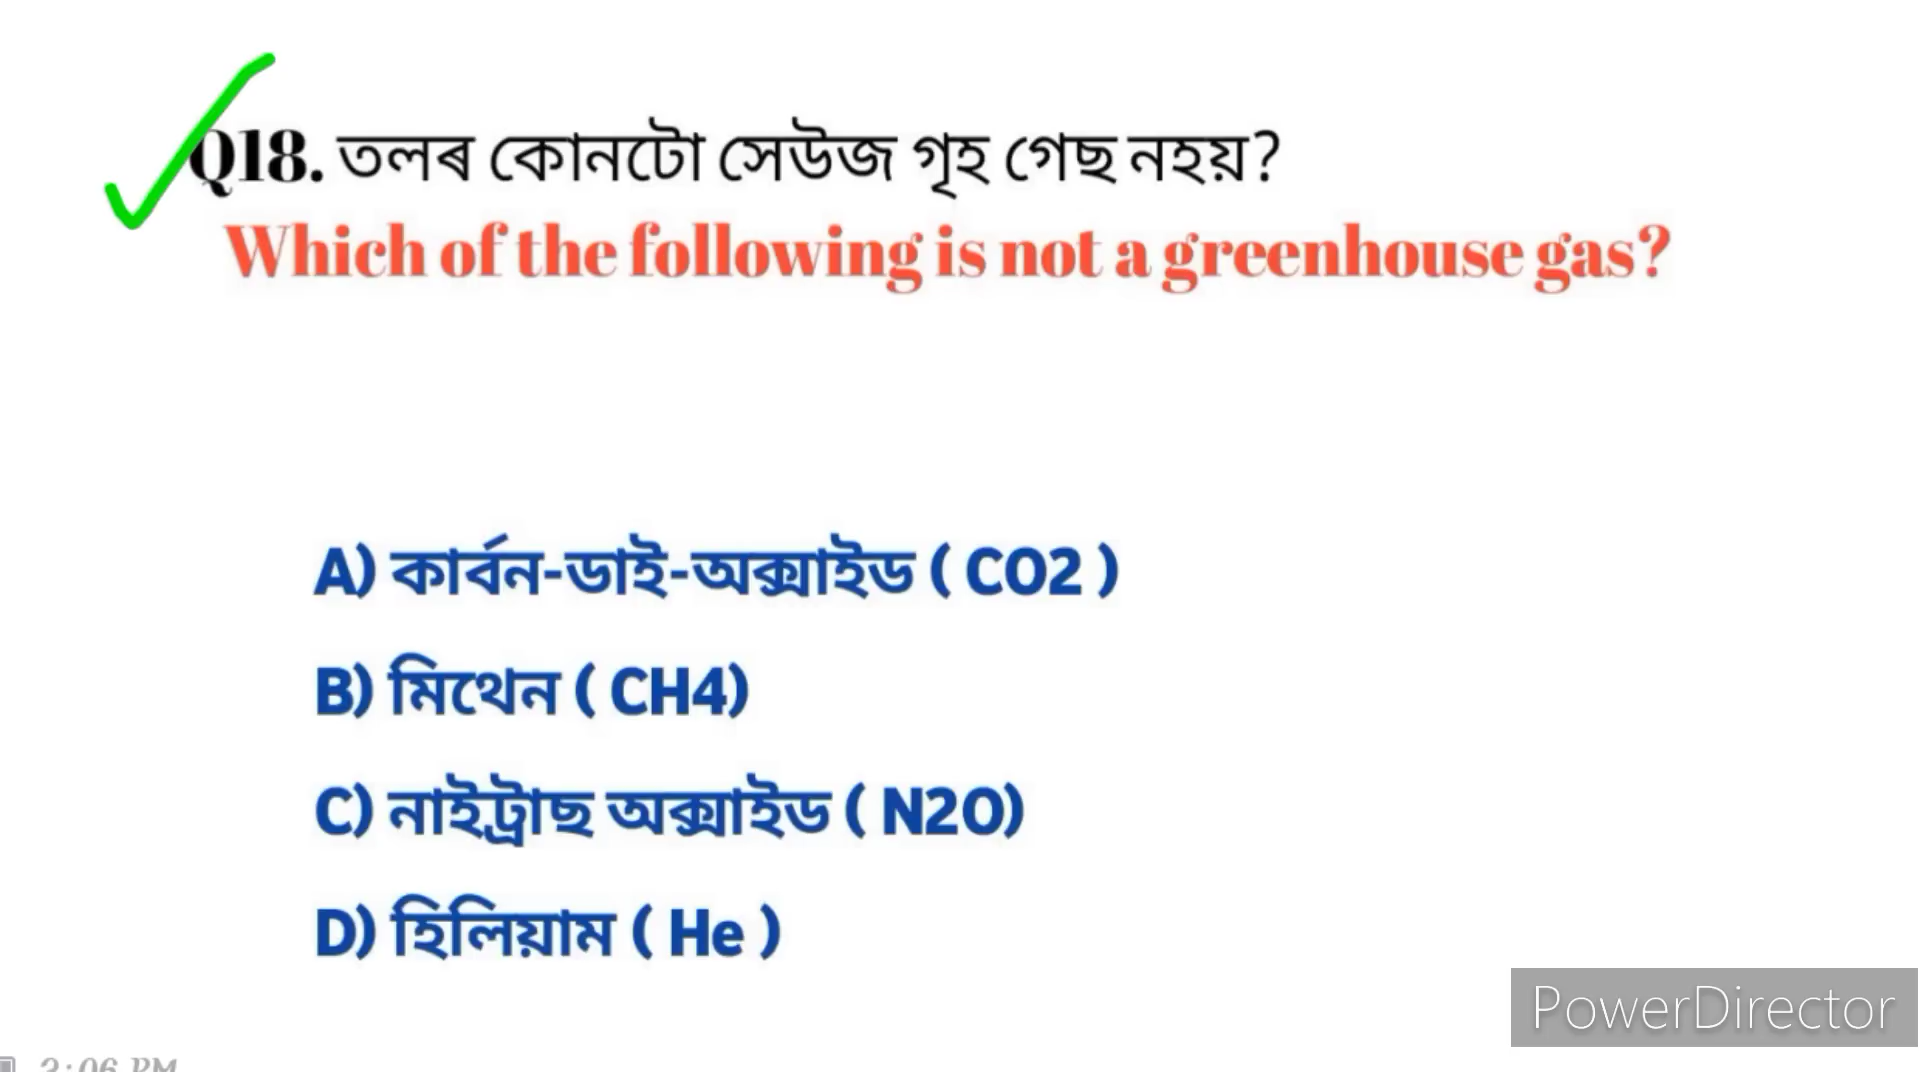 Q18. তলৰ কোনটো সেউজ গৃহ গেছ নহয়?
Which of the following is not a greenhouse gas?
A) কাৰ্বন-ডাই-অক্সাইড ( CO2 )
B) মিথেন ( CH4)
C) নাইট্ৰাছ অক্সাইড ( N2O)
D) হিলিয়াম ( He )
PowerDirector